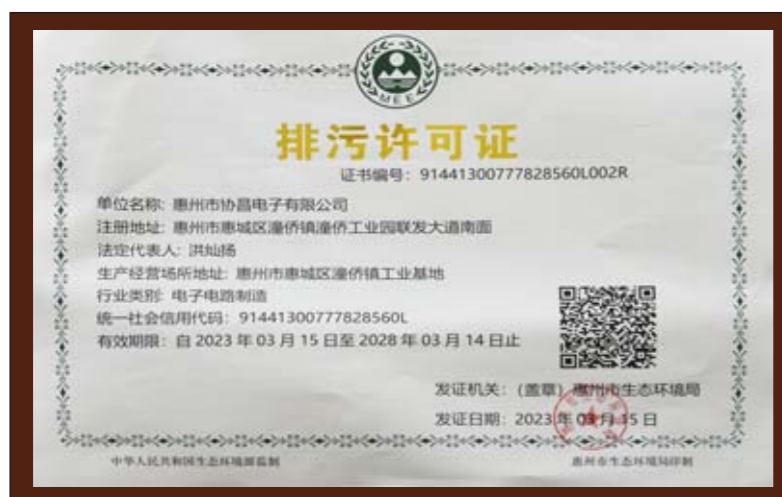 MEE
排污许可证
证书编号：91441300777828560L002R
单位名称：惠州市协昌电子有限公司
注册地址：惠州市惠城区潼侨镇潼侨工业园联发大道南面
法定代表人：洪灿扬
生产经营场所地址：惠州市惠城区潼侨镇工业基地
行业类别：电子电路制造
统一社会信用代码：91441300777828560L
有效期限：自 2023 年 03 月 15 日至 2028 年 03 月 14 日止
发证机关：（盖章）惠州市生态环境局
发证日期：2023 年 03 月 15 日
中华人民共和国生态环境部监制
惠州市生态环境局印制